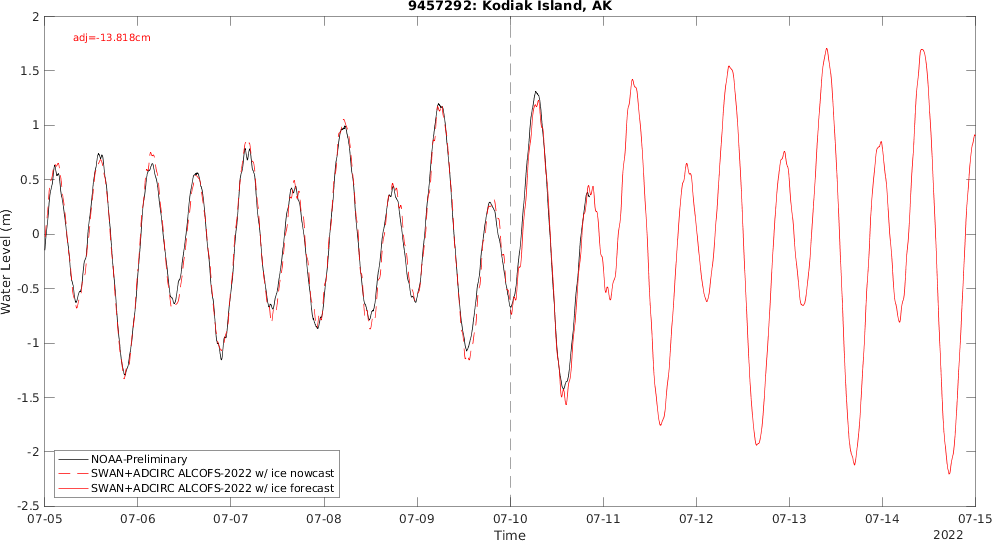 9457292: Kodiak Island, AK
adj=-13.818cm
2
1.5
1
0.5
0
-0.5
-1
-1.5
-2
-2.5
Water Level (m)
NOAA-Preliminary
SWAN+ADCIRC ALCOFS-2022 w/ ice nowcast
SWAN+ADCIRC ALCOFS-2022 w/ ice forecast
07-05 07-06 07-07 07-08 07-09 07-10 07-11 07-12 07-13 07-14 07-15
Time
2022